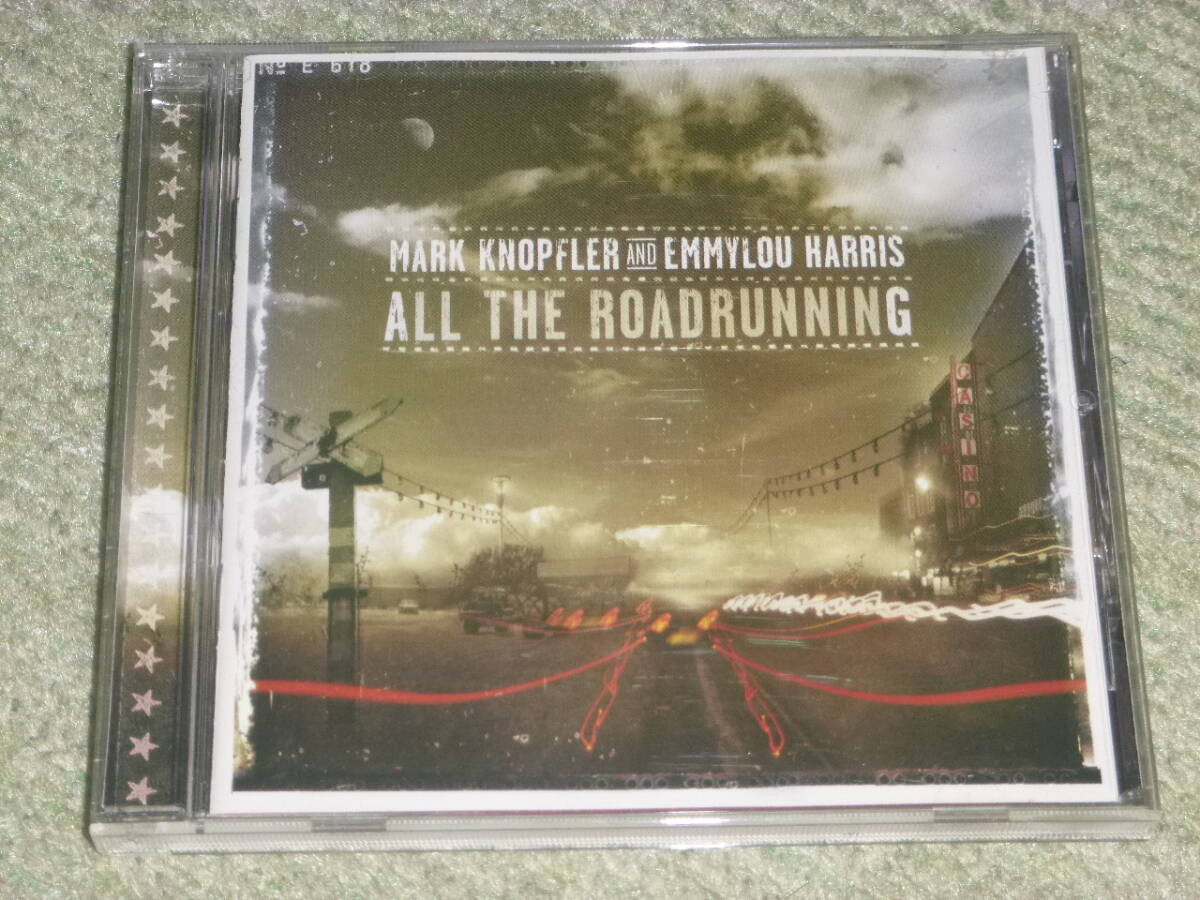 Nº E 618
MARK KNOPFLER AND EMMYLOU HARRIS
ALL THE ROADRUNNING
CASINO